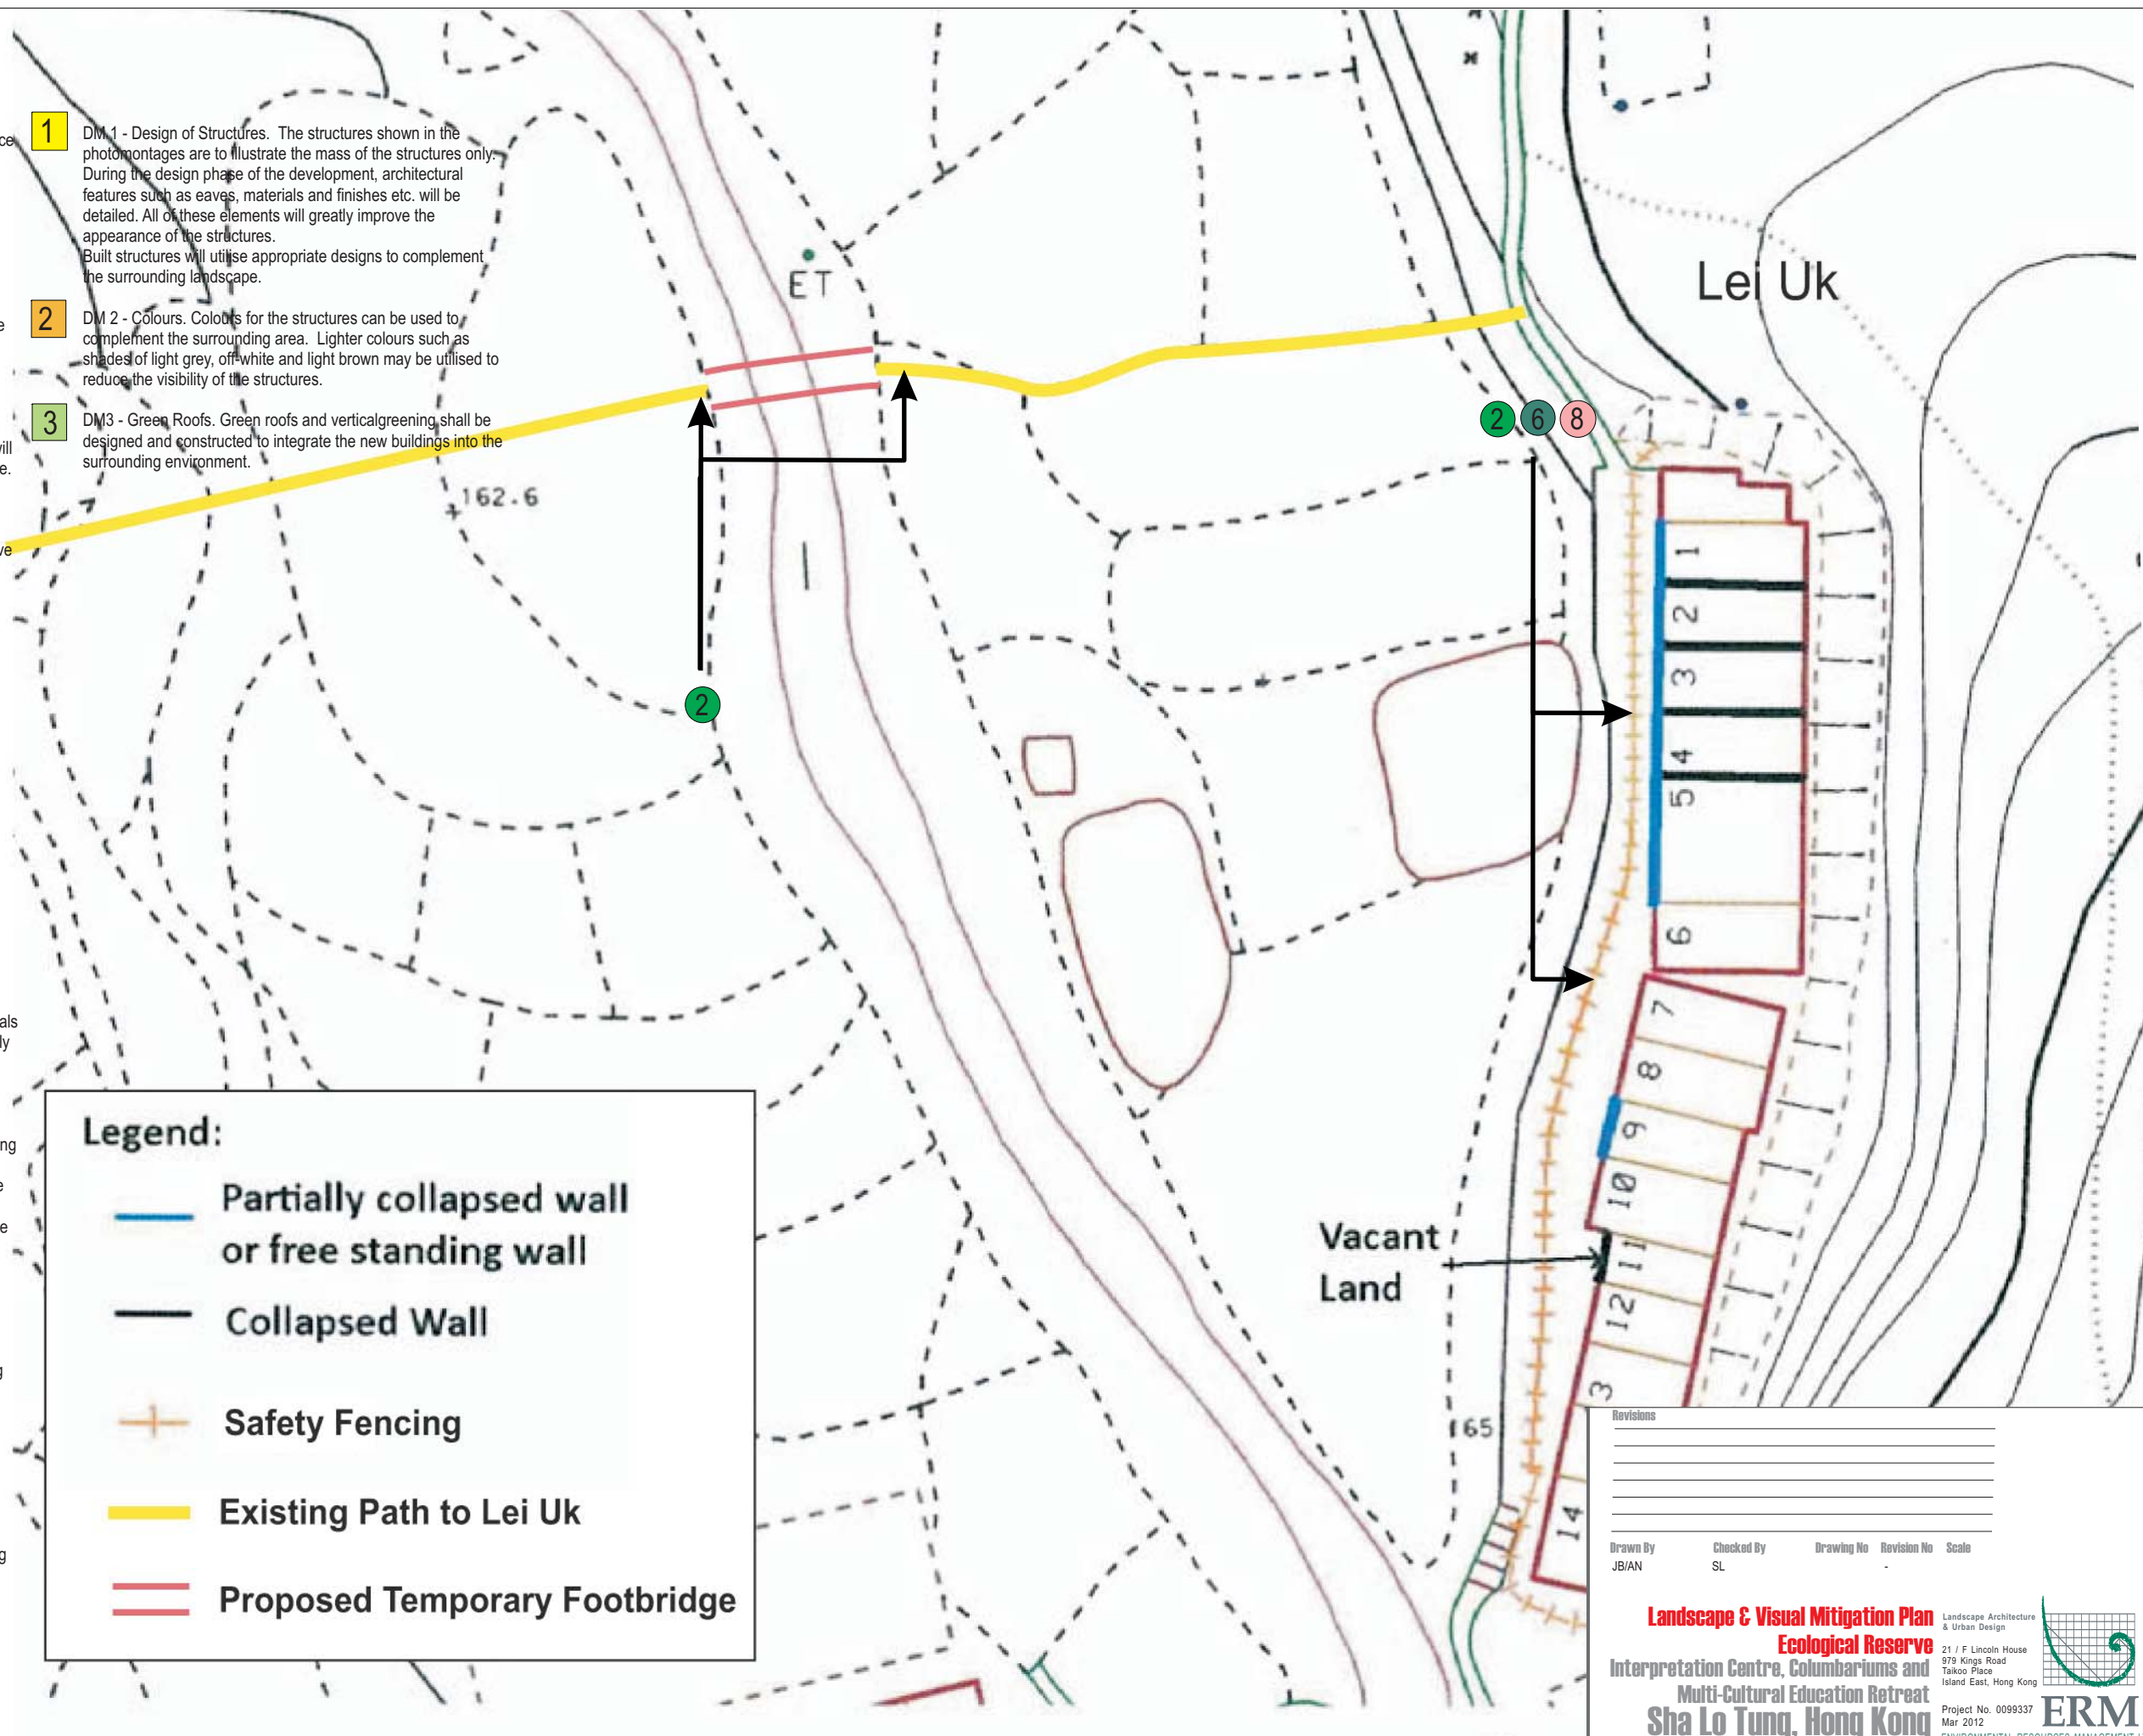 1
DM 1 - Design of Structures. The structures shown in the
photomontages are to illustrate the mass of the structures only.
During the design phase of the development, architectural
features such as eaves, materials and finishes etc. will be
detailed. All of these elements will greatly improve the
appearance of the structures.
Built structures will utilise appropriate designs to complement
the surrounding landscape.
2
DM 2 - Colours. Colours for the structures can be used to
complement the surrounding area. Lighter colours such as
shades of light grey, off-white and light brown may be utilised to
reduce the visibility of the structures.
3
DM3 - Green Roofs. Green roofs and verticalgreening shall be
designed and constructed to integrate the new buildings into the
surrounding environment.
ET
Lei Uk
2 6 8
162.6
2
1
2
3
4
5
6
7
8
9
10
11
12
3
14
Vacant
Land
65
Legend:
Partially collapsed wall
or free standing wall
Collapsed Wall
Safety Fencing
Existing Path to Lei Uk
Proposed Temporary Footbridge
Revisions
Drawn By Checked By Drawing No Revision No Scale
JB/AN SL -
Landscape & Visual Mitigation Plan
Ecological Reserve
Interpretation Centre, Columbariums and
Multi-Cultural Education Retreat
Sha Lo Tung, Hong Kong
Landscape Architecture
& Urban Design
21 / F Lincoln House
979 Kings Road
Taikoo Place
Island East, Hong Kong
Project No. 0099337
Mar 2012
ERM